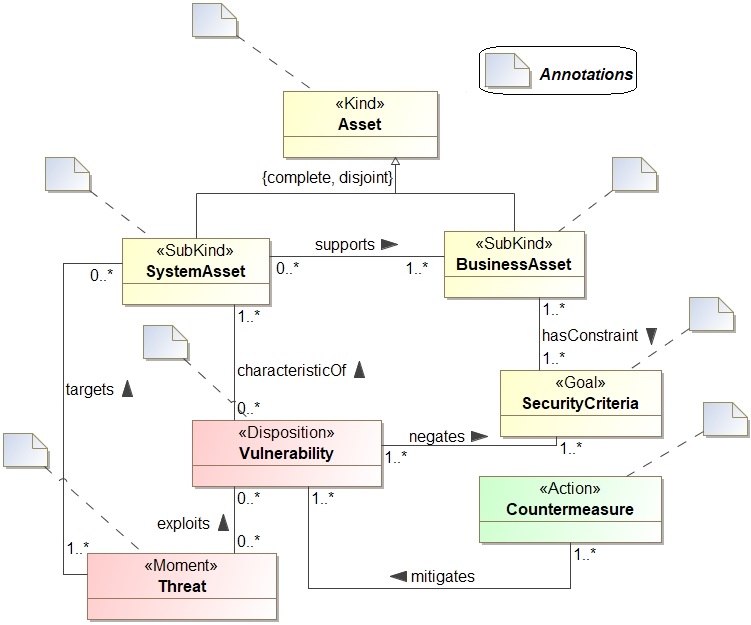 Annotations
«Kind»
Asset
{complete, disjoint}
«SubKind»
SystemAsset
supports
«SubKind»
BusinessAsset
0..*
0..*
1..*
1..*
1..*
hasConstraint
1..*
characteristicOf
targets
«Goal»
SecurityCriteria
0..*
«Disposition»
Vulnerability
negates
1..*
1..*
«Action»
Countermeasure
0..*
1..*
exploits
0..*
1..*
1..*
«Moment»
Threat
mitigates